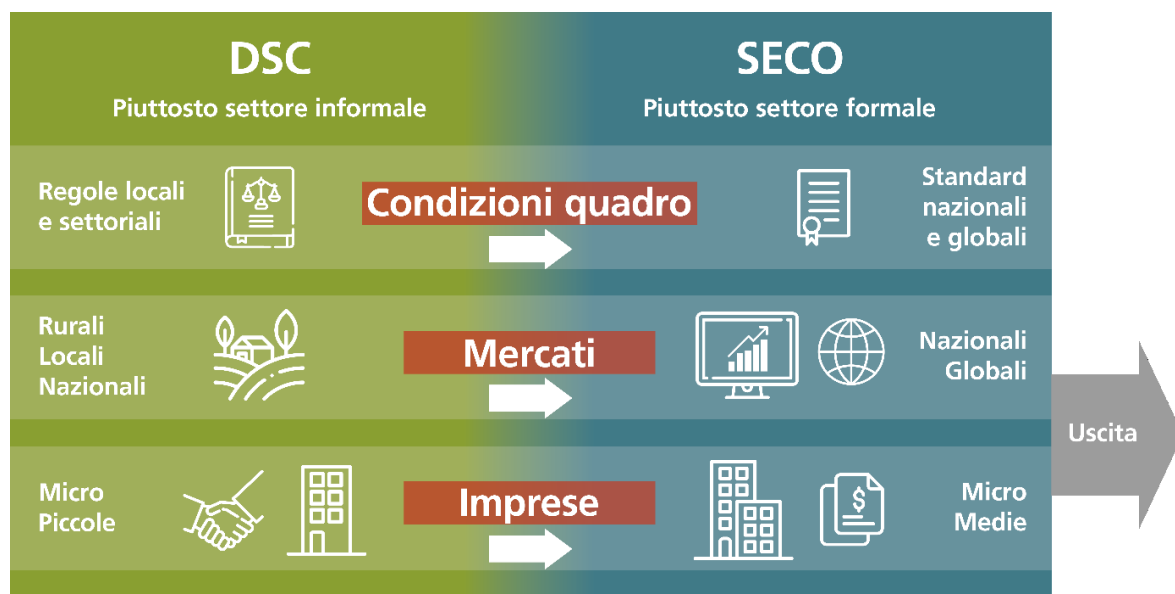 DSC
Piuttosto settore informale
SECO
Piuttosto settore formale
Regole locali
e settoriali
Condizioni quadro
Standard
nazionali
e globali
Rurali
Locali
Nazionali
Mercati
Nazionali
Globali
Micro
Piccole
Imprese
$
Micro
Medie
Uscita